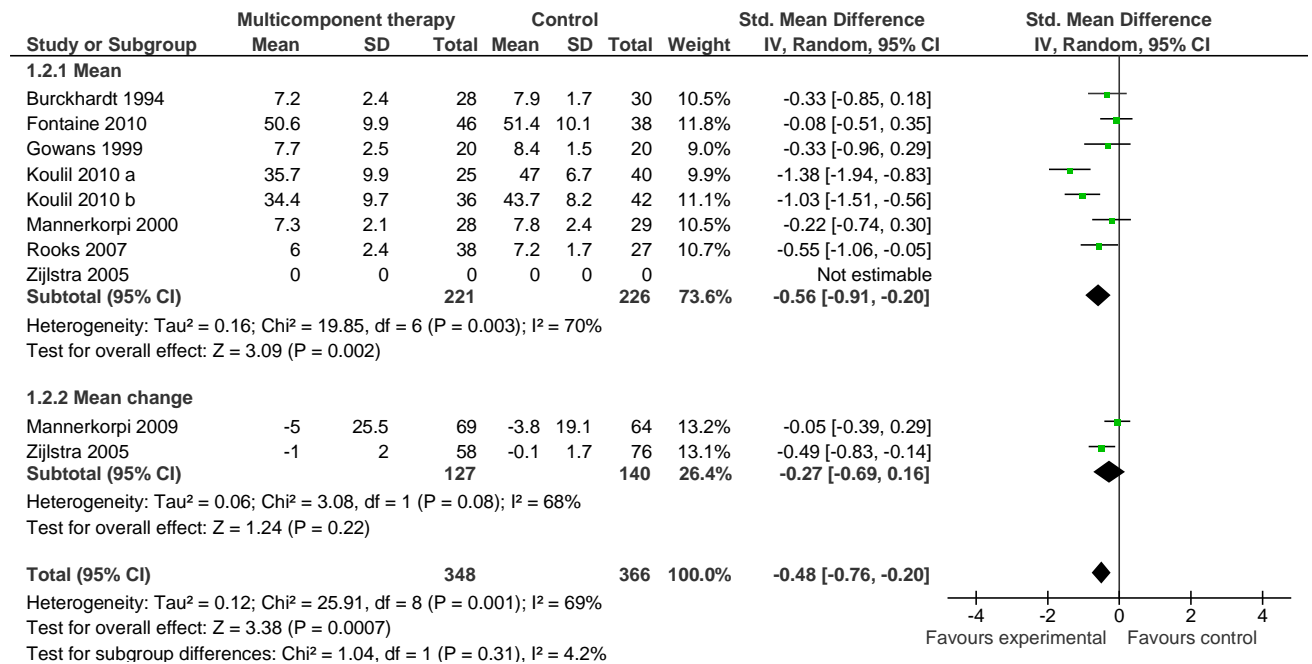 Multicomponent therapy Control Std. Mean Difference Std. Mean Difference
Study or Subgroup Mean SD Total Mean SD Total Weight IV, Random, 95% CI IV, Random, 95% CI
1.2.1 Mean
Burckhardt 1994 7.2 2.4 28 7.9 1.7 30 10.5% -0.33 [-0.85, 0.18]
Fontaine 2010 50.6 9.9 46 51.4 10.1 38 11.8% -0.08 [-0.51, 0.35]
Gowans 1999 7.7 2.5 20 8.4 1.5 20 9.0% -0.33 [-0.96, 0.29]
Koulil 2010 a 35.7 9.9 25 47 6.7 40 9.9% -1.38 [-1.94, -0.83]
Koulil 2010 b 34.4 9.7 36 43.7 8.2 42 11.1% -1.03 [-1.51, -0.56]
Mannerkorpi 2000 7.3 2.1 28 7.8 2.4 29 10.5% -0.22 [-0.74, 0.30]
Rooks 2007 6 2.4 38 7.2 1.7 27 10.7% -0.55 [-1.06, -0.05]
Zijlstra 2005 0 0 0 0 0 0 Not estimable
Subtotal (95% CI) 221 226 73.6% -0.56 [-0.91, -0.20]
Heterogeneity: Tau² = 0.16; Chi² = 19.85, df = 6 (P = 0.003); I² = 70%
Test for overall effect: Z = 3.09 (P = 0.002)
1.2.2 Mean change
Mannerkorpi 2009 -5 25.5 69 -3.8 19.1 64 13.2% -0.05 [-0.39, 0.29]
Zijlstra 2005 -1 2 58 -0.1 1.7 76 13.1% -0.49 [-0.83, -0.14]
Subtotal (95% CI) 127 140 26.4% -0.27 [-0.69, 0.16]
Heterogeneity: Tau² = 0.06; Chi² = 3.08, df = 1 (P = 0.08); I² = 68%
Test for overall effect: Z = 1.24 (P = 0.22)
Total (95% CI) 348 366 100.0% -0.48 [-0.76, -0.20]
Heterogeneity: Tau² = 0.12; Chi² = 25.91, df = 8 (P = 0.001); I² = 69%
Test for overall effect: Z = 3.38 (P = 0.0007)
Test for subgroup differences: Chi² = 1.04, df = 1 (P = 0.31), I² = 4.2%
-4 -2 0 2 4
Favours experimental Favours control